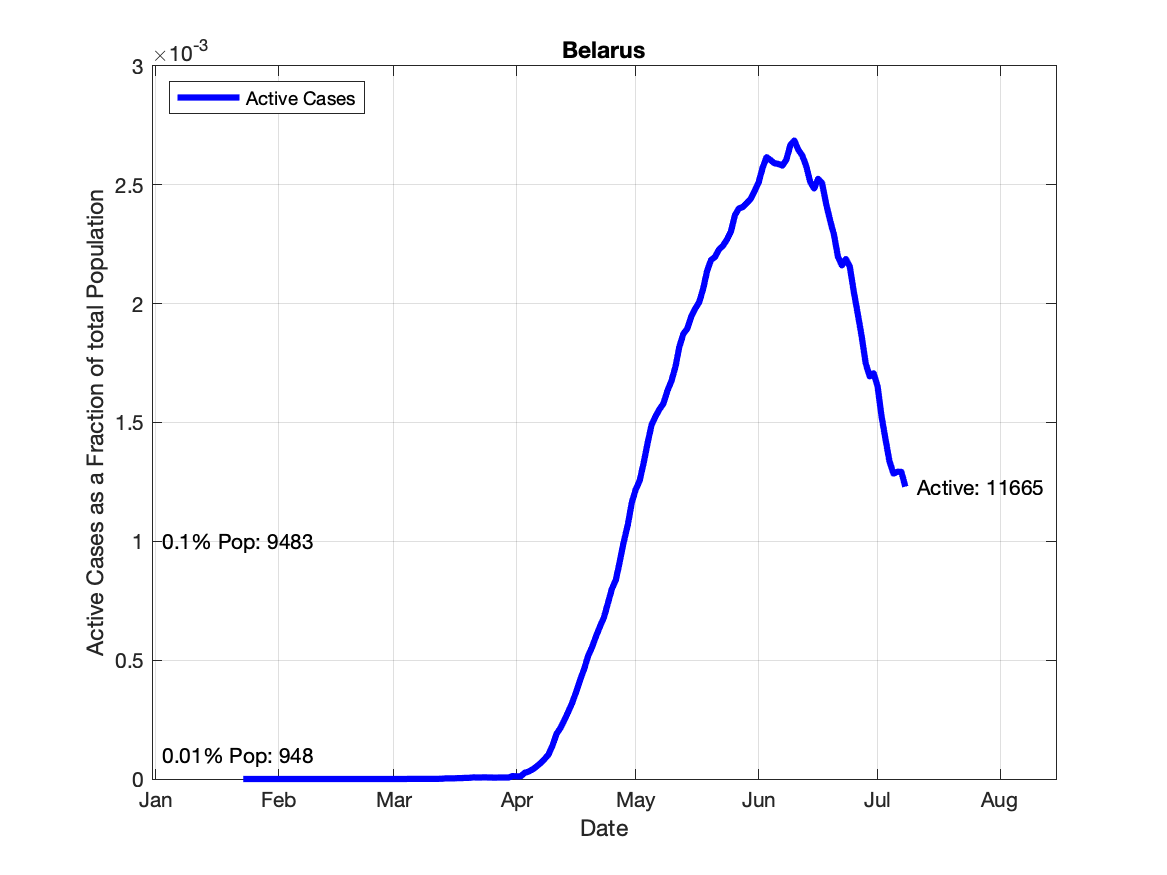 Belarus
×10-3
3
2.5
2
1.5
1
0.5
0
Active Cases
Active Cases as a Fraction of total Population
0.1% Pop: 9483
0.01% Pop: 948
Active: 11665
Jan Feb Mar Apr May Jun Jul Aug
Date